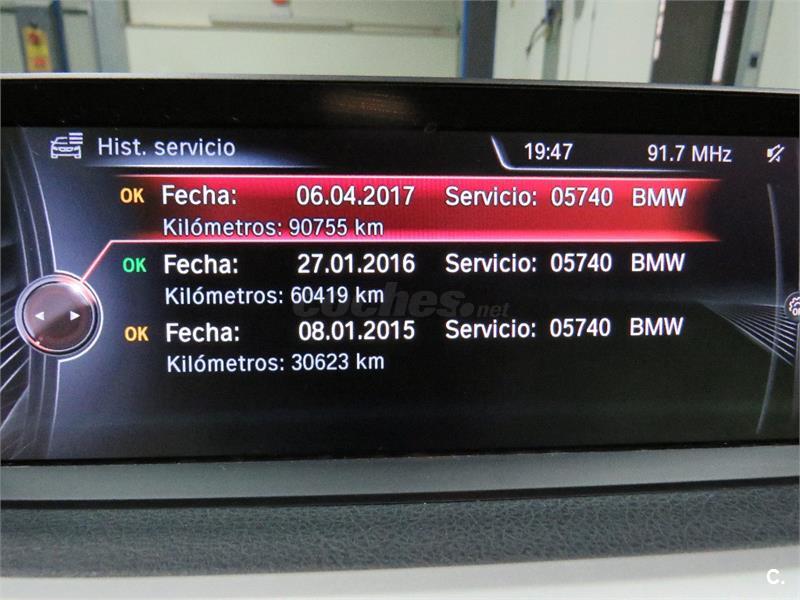 Hist. servicio 19:47 91.7 MHz
OK Fecha: 06.04.2017 Servicio: 05740 BMW
Kilómetros: 90755 km
OK Fecha: 27.01.2016 Servicio: 05740 BMW
Kilómetros: 60419 km
coches.net
OK Fecha: 08.01.2015 Servicio: 05740 BMW
Kilómetros: 30623 km
C.